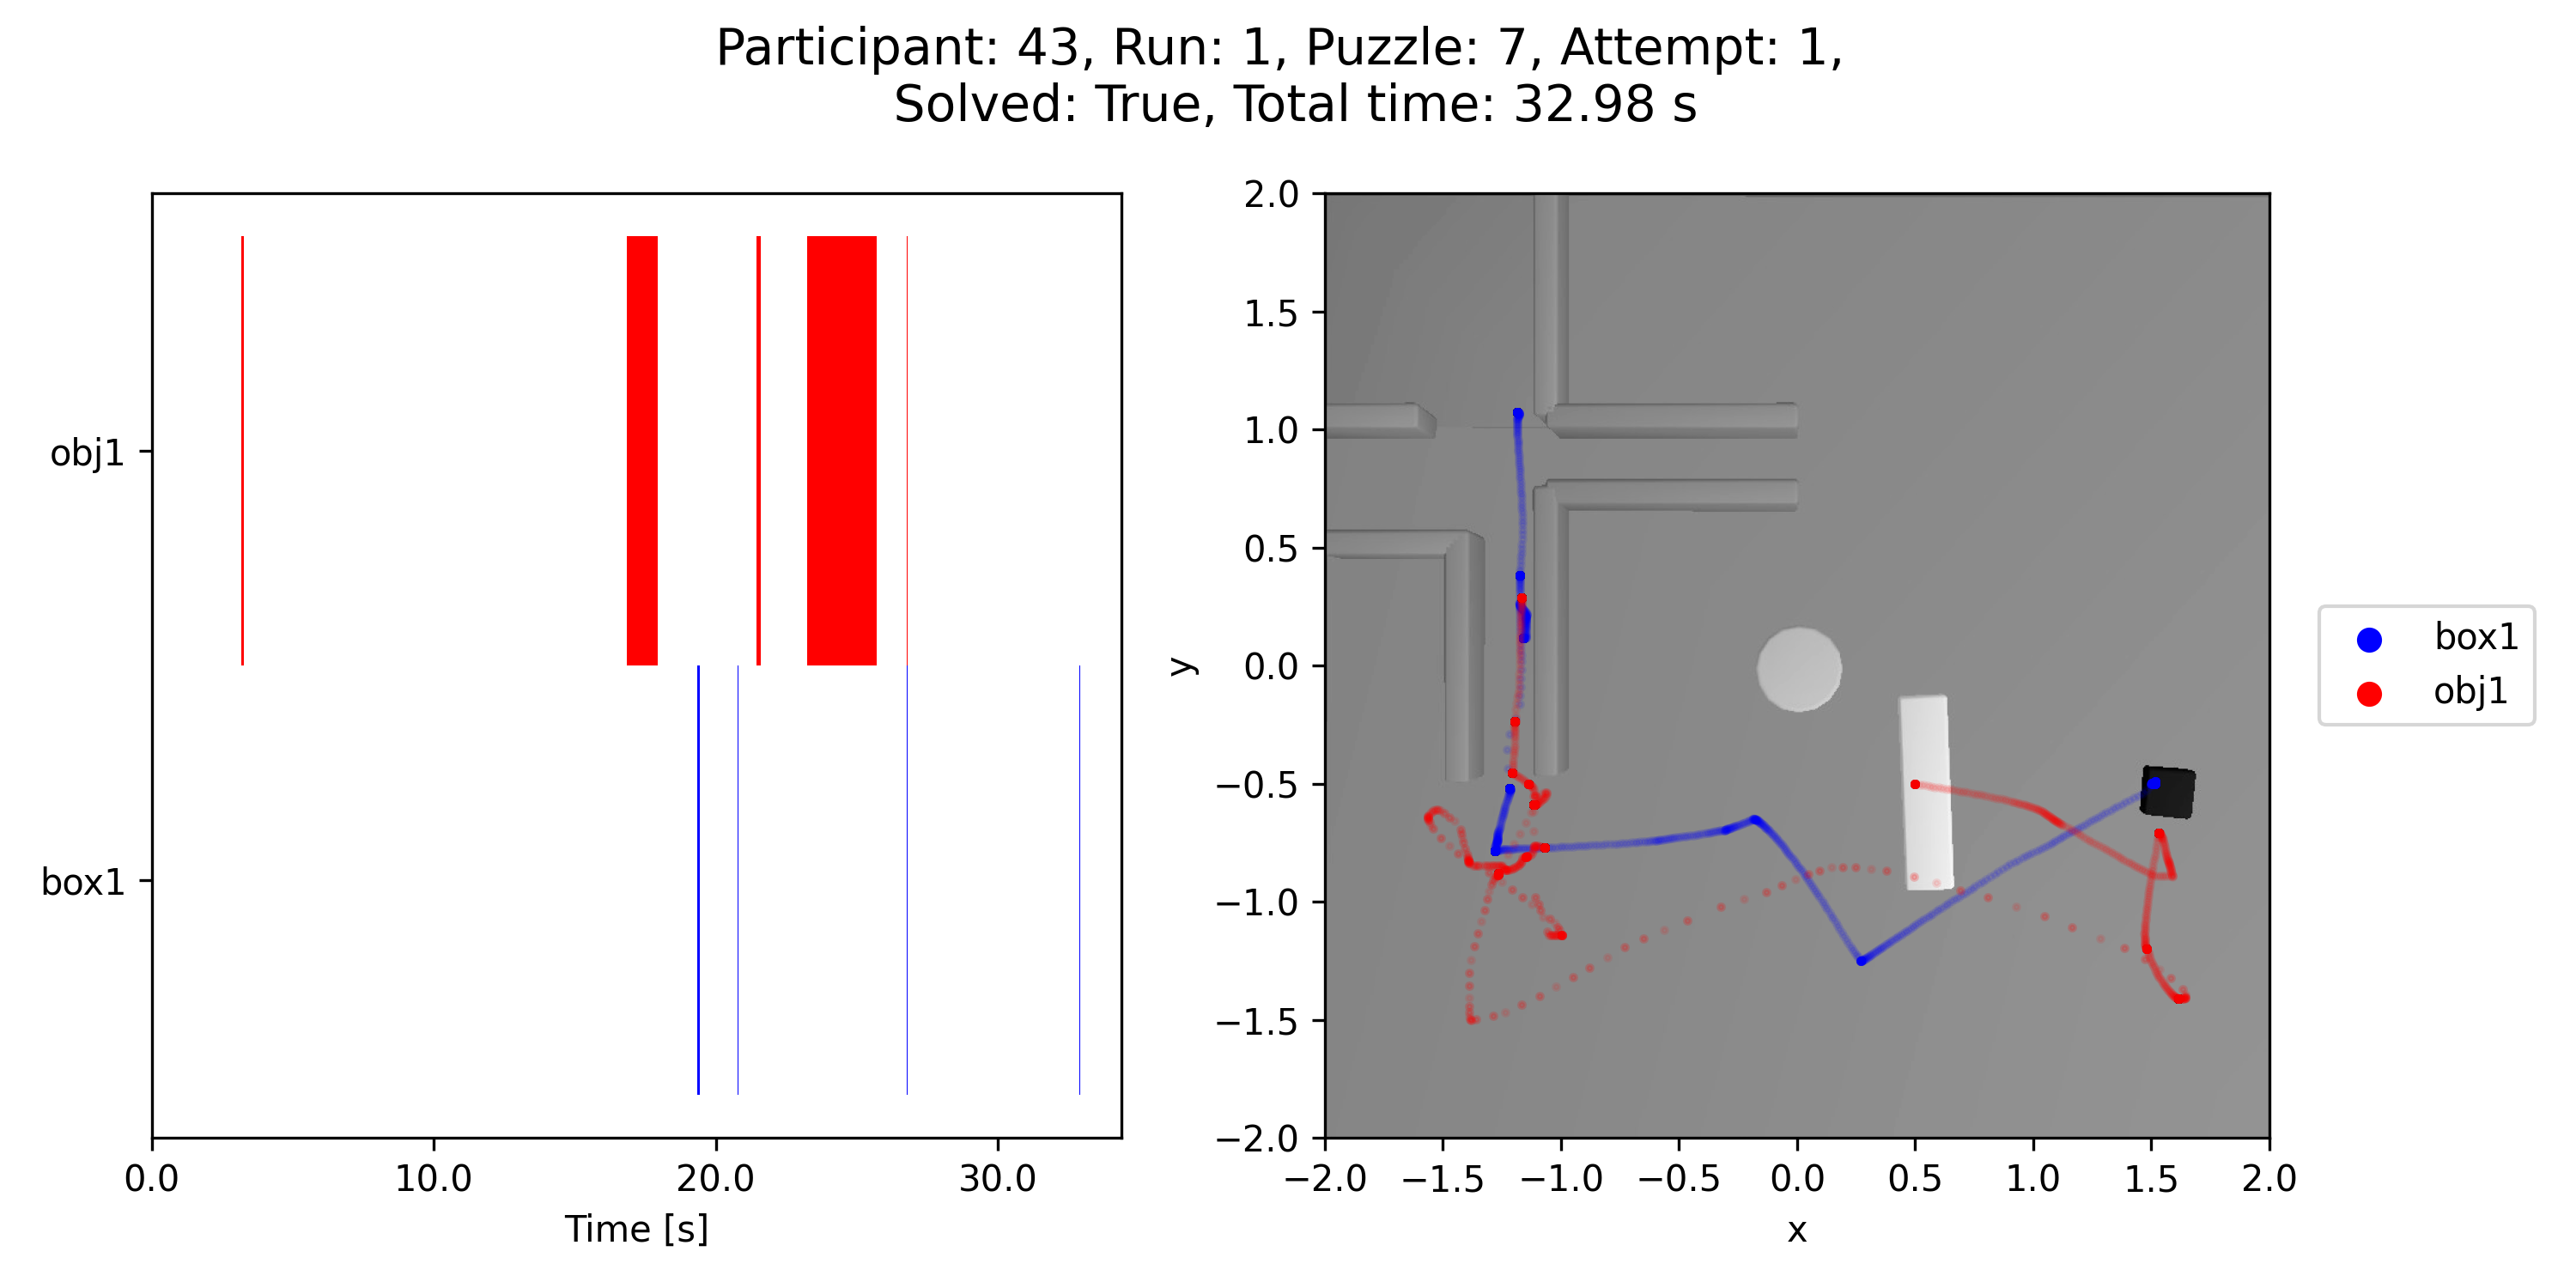 Participant: 43, Run: 1, Puzzle: 7, Attempt: 1,
Solved: True, Total time: 32.98 s
obj1
box1
0.0 10.0 20.0 30.0
Time [s]
2.0
1.5
1.0
0.5
0.0
−0.5
−1.0
−1.5
−2.0
y
−2.0 −1.5 −1.0 −0.5 0.0 0.5 1.0 1.5 2.0
x
box1
obj1